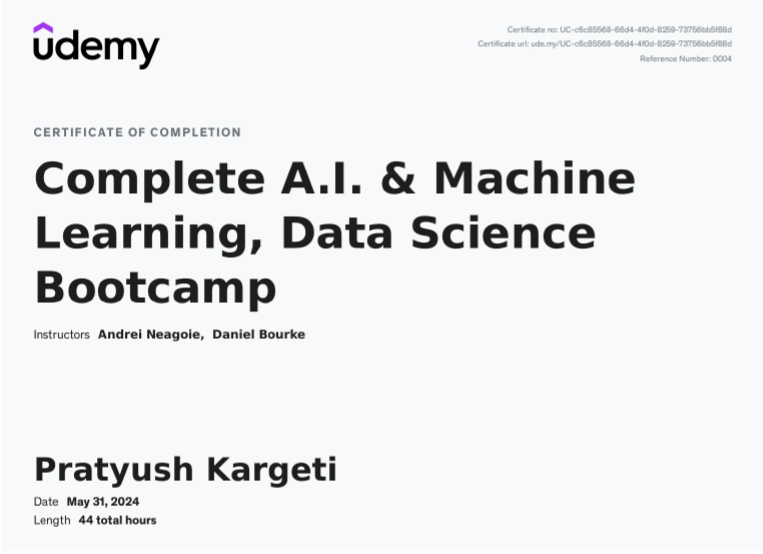 udemy
Certificate no: UC-c6c85568-66d4-4f0d-8259-73756bb5f88d
Certificate url: ude.my/UC-c6c85568-66d4-4f0d-8259-73756bb5f88d
Reference Number: 0004
CERTIFICATE OF COMPLETION
Complete A.I. & Machine
Learning, Data Science
Bootcamp
Instructors Andrei Neagoie, Daniel Bourke
Pratyush Kargeti
Date May 31, 2024
Length 44 total hours